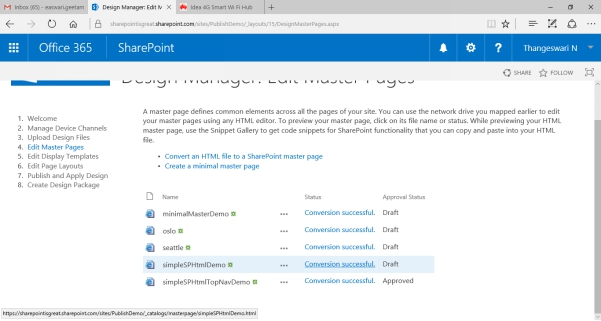 Inbox (65) - easwari.geetam
Design Manager: Edit M
Idea 4G Smart Wi Fi Hub
sharepointisgreat.sharepoint.com/sites/PublishDemo/_layouts/15/DesignMasterPages.aspx
Office 365
SharePoint
Thangeswari N
SHARE
FOLLOW
Design Manager: Edit Master Pages
1. Welcome
2. Manage Device Channels
3. Upload Design Files
4. Edit Master Pages
5. Edit Display Templates
6. Edit Page Layouts
7. Publish and Apply Design
8. Create Design Package
A master page defines common elements across all the pages of your site. You can use the network drive you mapped earlier to edit
your master pages using any HTML editor. To preview your master page, click on its file name or status. While previewing your HTML
master page, use the Snippet Gallery to get code snippets for SharePoint functionality that you can copy and paste into your HTML
file.
• Convert an HTML file to a SharePoint master page
• Create a minimal master page
Name Status Approval Status
minimalMasterDemo ... Conversion successful. Draft
oslo ... Conversion successful. Draft
seattle ... Conversion successful. Draft
simpleSPHtmlDemo ... Conversion successful. Draft
simpleSPHtmlTopNavDemo ... Conversion successful. Approved
https://sharepointisgreat.sharepoint.com/sites/PublishDemo/_catalogs/masterpage/simpleSPHtmlDemo.html